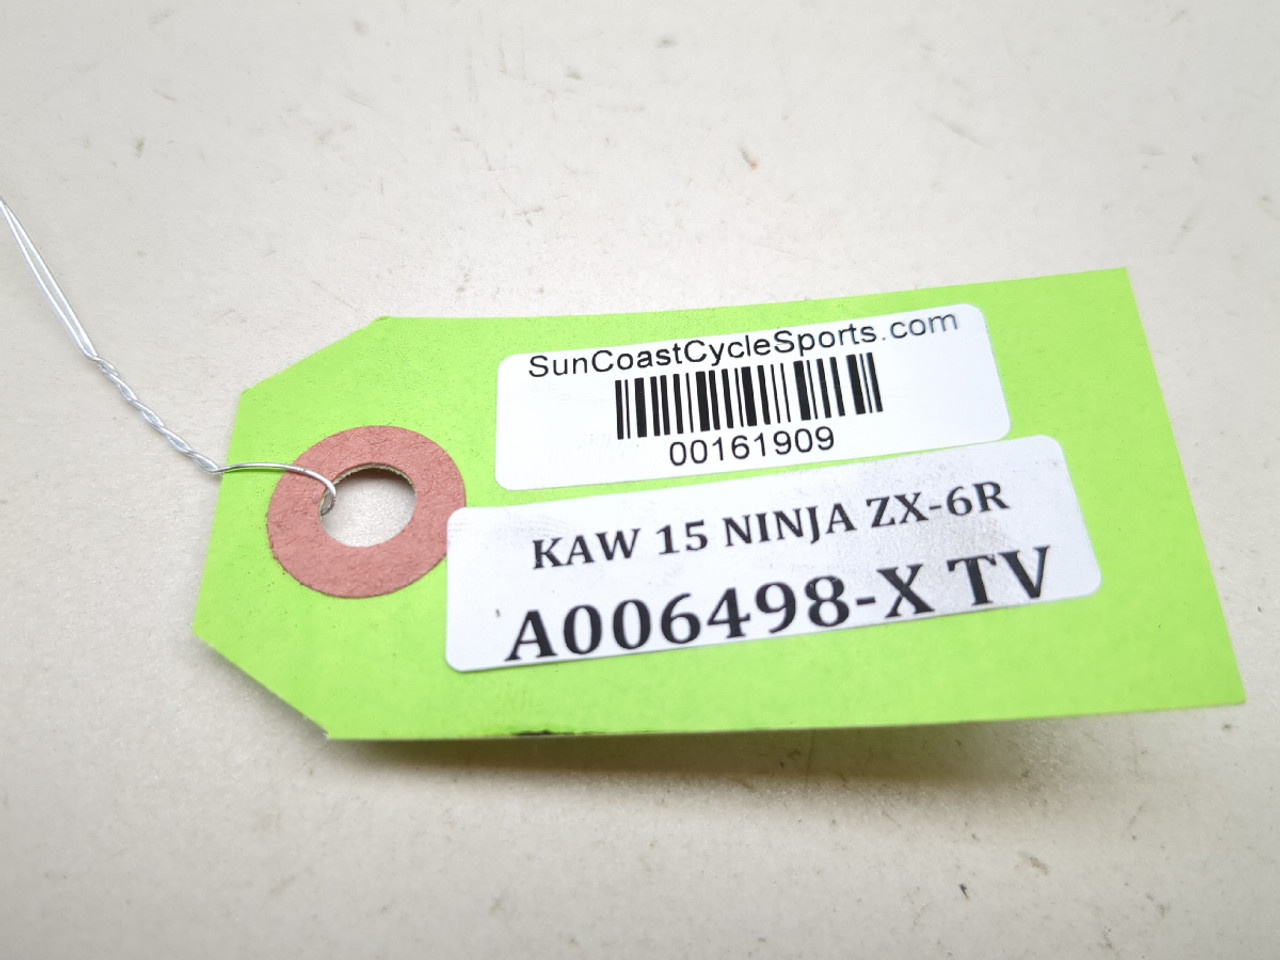 SunCoastCycleSports.com
00161909
KAW 15 NINJA ZX-6R
A006498-X TV